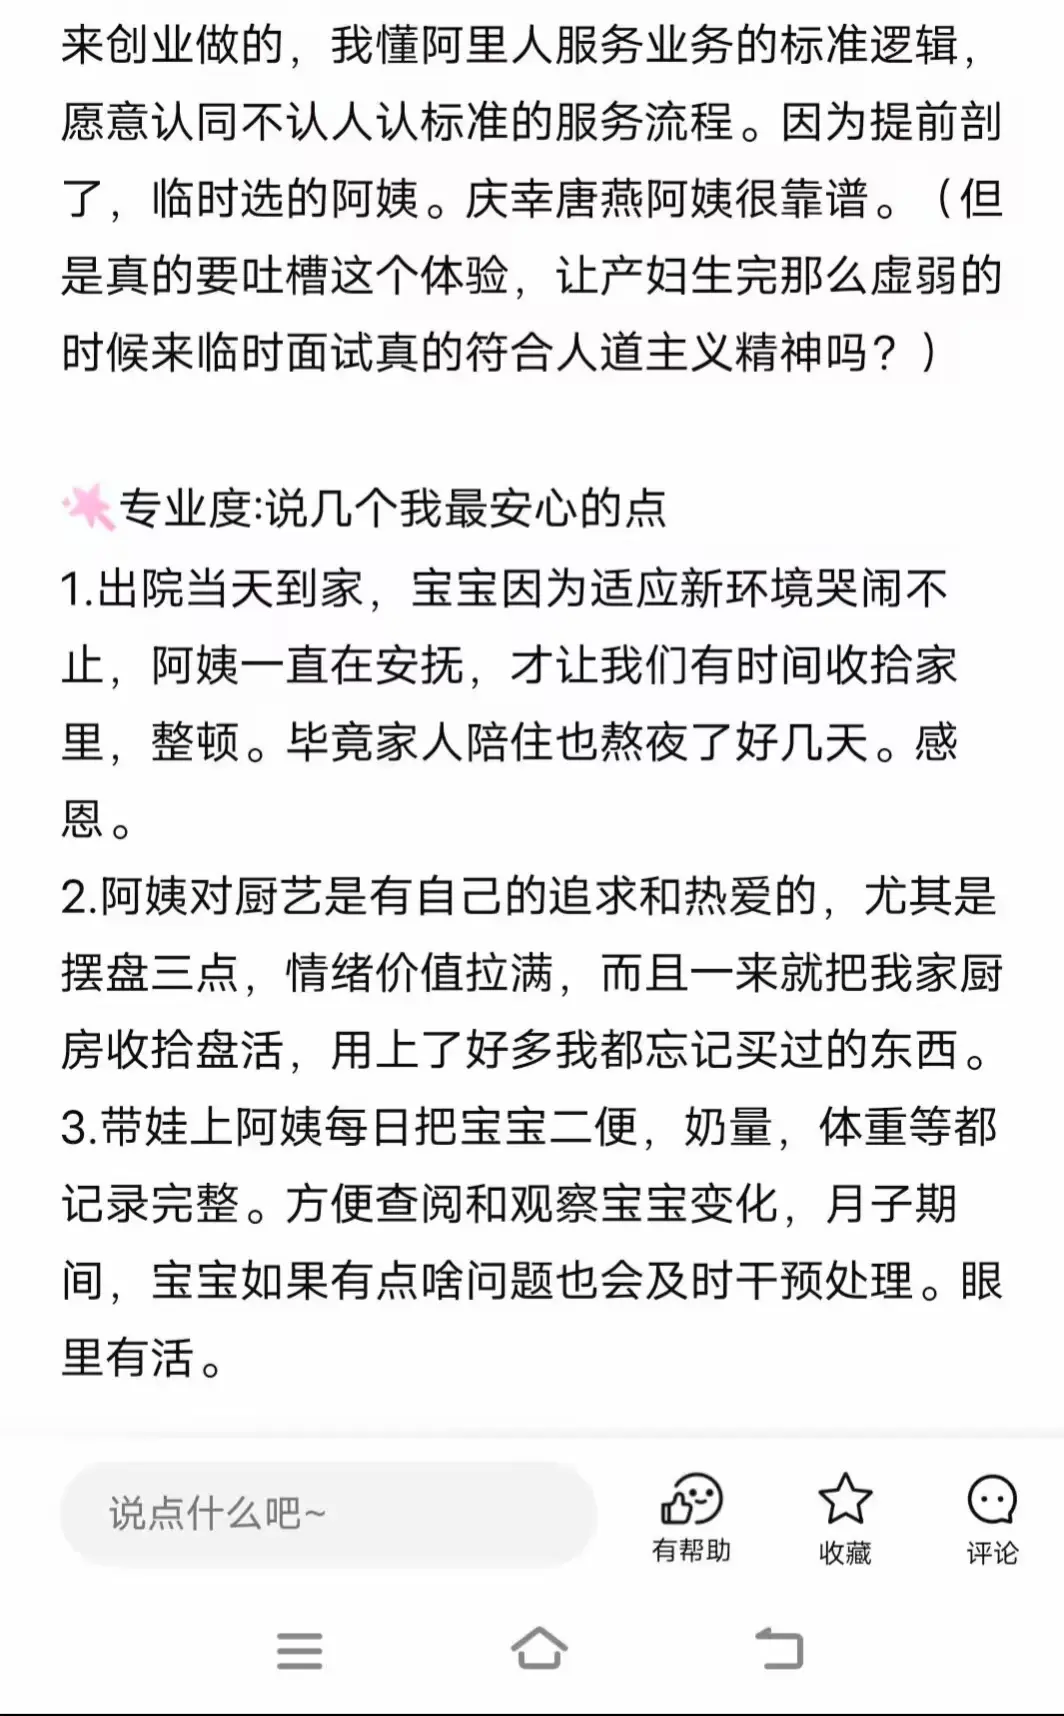 来创业做的，我懂阿里人服务业务的标准逻辑，
愿意认同不认人认标准的服务流程。因为提前剖
了，临时选的阿姨。庆幸唐燕阿姨很靠谱。（但
是真的要吐槽这个体验，让产妇生完那么虚弱的
时候来临时面试真的符合人道主义精神吗？）
专业度:说几个我最安心的点
1.出院当天到家，宝宝因为适应新环境哭闹不
止，阿姨一直在安抚，才让我们有时间收拾家
里，整顿。毕竟家人陪住也熬夜了好几天。感
恩。
2.阿姨对厨艺是有自己的追求和热爱的，尤其是
摆盘三点，情绪价值拉满，而且一来就把我家厨
房收拾盘活，用上了好多我都忘记买过的东西。
3.带娃上阿姨每日把宝宝二便，奶量，体重等都
记录完整。方便查阅和观察宝宝变化，月子期
间，宝宝如果有点啥问题也会及时干预处理。眼
里有活。
说点什么吧~
有帮助
收藏
评论